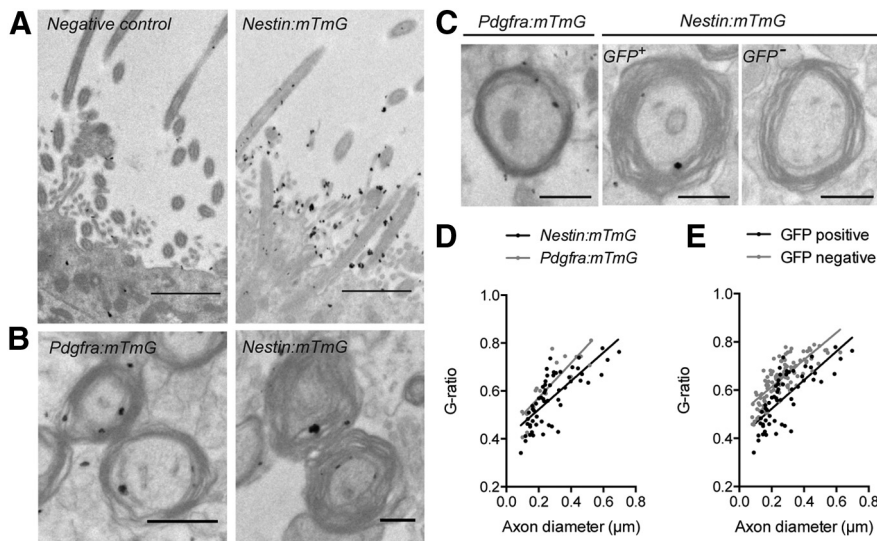 A
Negative control
Nestin:mTmG
B
Pdgfra:mTmG
Nestin:mTmG
C
Pdgfra:mTmG
Nestin:mTmG
GFP+
GFP-
D
Nestin:mTmG
Pdgfra:mTmG
G-ratio
1.0
0.8
0.6
0.4
0.2
0.0 0.2 0.4 0.6 0.8
Axon diameter (μm)
E
GFP positive
GFP negative
G-ratio
1.0
0.8
0.6
0.4
0.2
0.0 0.2 0.4 0.6 0.8
Axon diameter (μm)